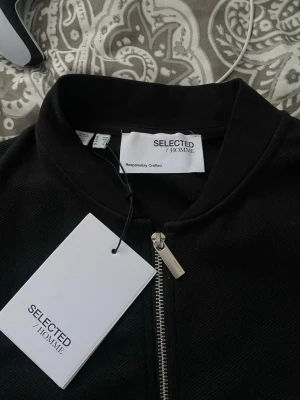 SELECTED
/ HOMME
Responsibly Crafted
SELECTED
/ HOMME